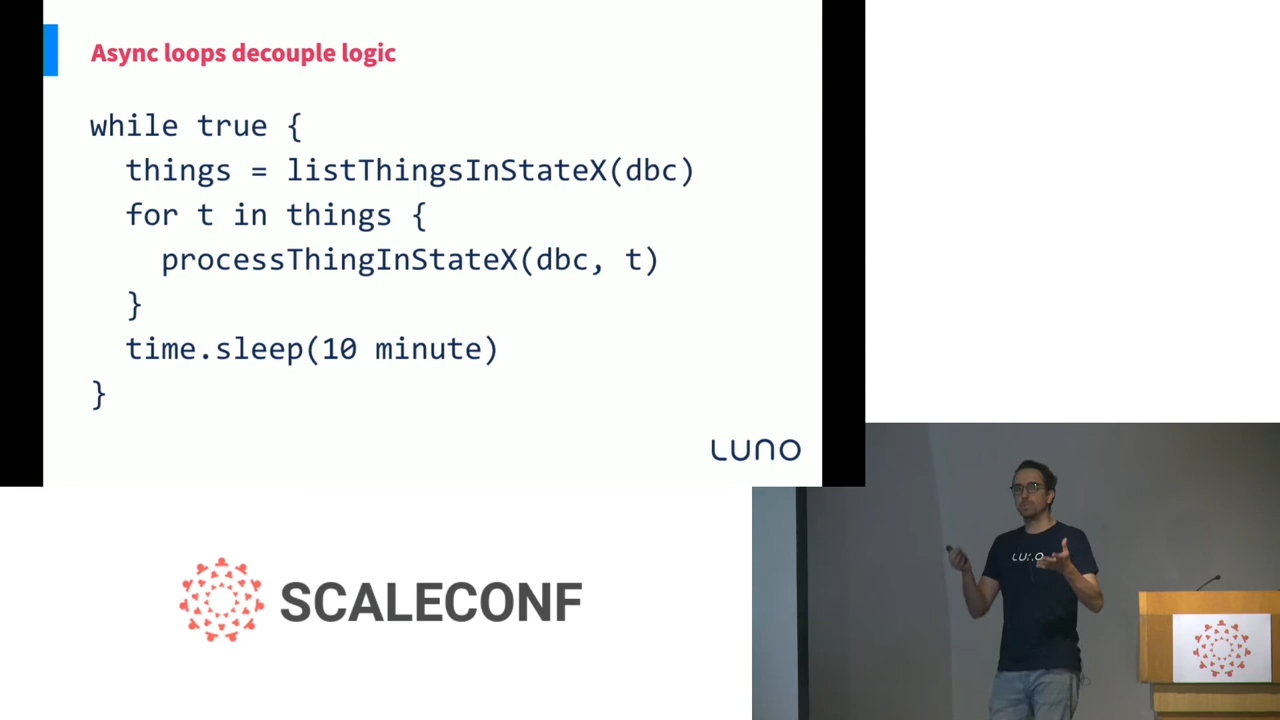 Async loops decouple logic
while true {
things = listThingsInStateX(dbc)
for t in things {
processThingInStateX(dbc, t)
}
time.sleep(10 minute)
}
LUNO
SCALECONF
LUNO